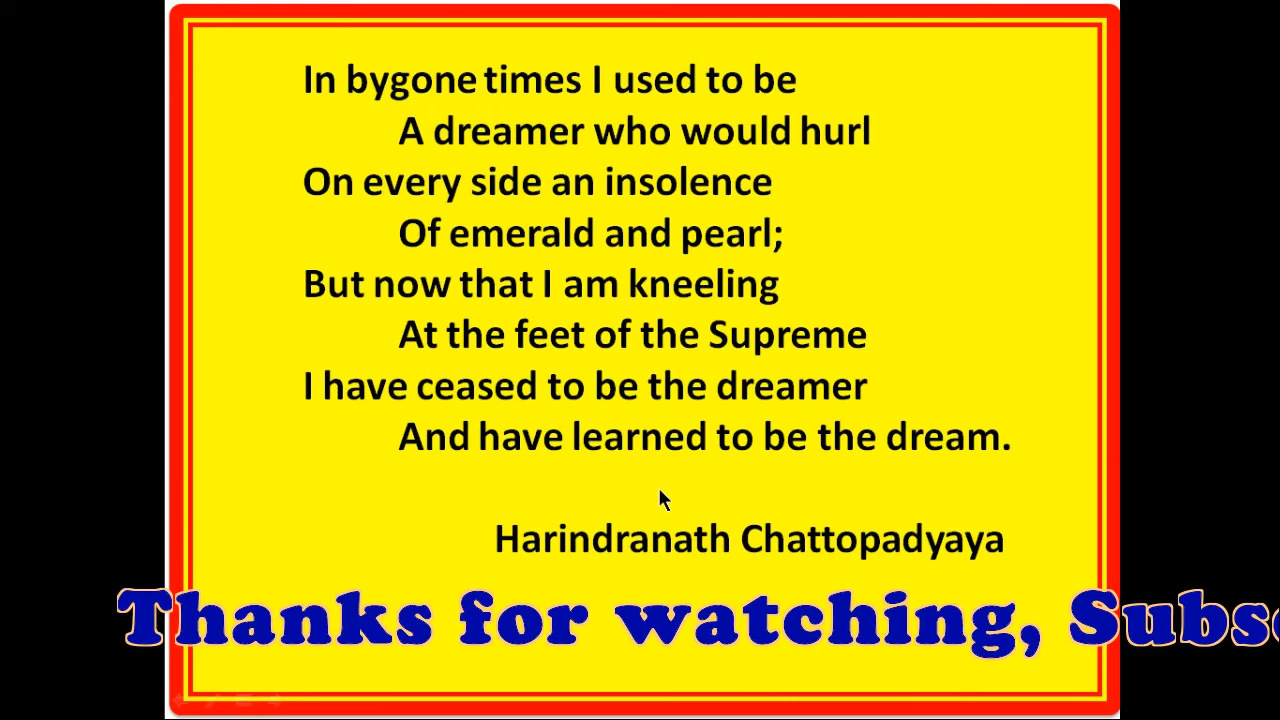 In bygone times I used to be
A dreamer who would hurl
On every side an insolence
Of emerald and pearl;
But now that I am kneeling
At the feet of the Supreme
I have ceased to be the dreamer
And have learned to be the dream.
Harindranath Chattopadyaya
Thanks for watching, Subs